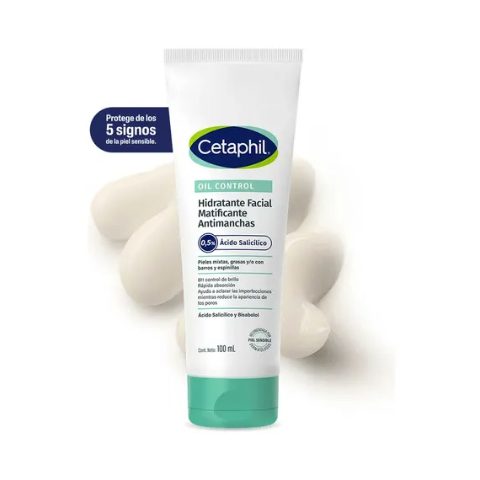 Protege de los
5 signos
de la piel sensible.
Cetaphil
OIL CONTROL
Hidratante Facial
Matificante
Antimanchas
0,5% Ácido Salicílico
Pieles mixtas, grasas y/o con
barros y espinillas
8H control de brillo
Rápida absorción
Ayuda a aclarar las imperfecciones
mientras reduce la apariencia de
los poros
Ácido Salicílico y Bisabolol
Cont. Neto 100 mL
PIEL SENSIBLE